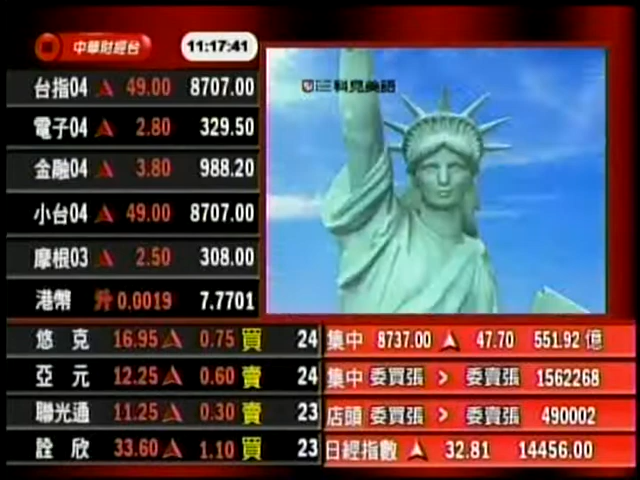 中華財經台 11:17:41
科見美語
台指04 49.00 8707.00
電子04 2.80 329.50
金融04 3.80 988.20
小台04 49.00 8707.00
摩根03 2.50 308.00
港幣 升 0.0019 7.7701
悠克 16.95 0.75 買 24
亞元 12.25 0.60 賣 24
聯光通 11.25 0.30 賣 23
詮欣 33.60 1.10 買 23
集中 8737.00 47.70 551.92 億
集中 委買張 > 委賣張 1562268
店頭 委買張 > 委賣張 490002
日經指數 32.81 14456.00